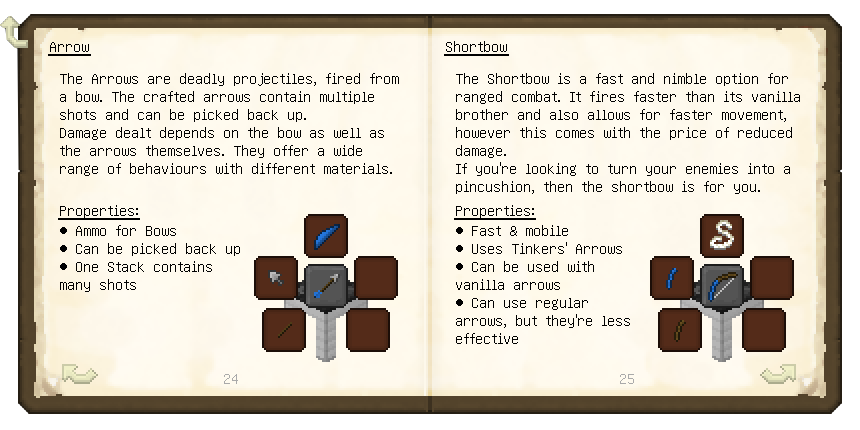 Arrow
The Arrows are deadly projectiles, fired from
a bow. The crafted arrows contain multiple
shots and can be picked back up.
Damage dealt depends on the bow as well as
the arrows themselves. They offer a wide
range of behaviours with different materials.
Properties:
• Ammo for Bows
• Can be picked back up
• One Stack contains
many shots
24
Shortbow
The Shortbow is a fast and nimble option for
ranged combat. It fires faster than its vanilla
brother and also allows for faster movement,
however this comes with the price of reduced
damage.
If you're looking to turn your enemies into a
pincushion, then the shortbow is for you.
Properties:
• Fast & mobile
• Uses Tinkers' Arrows
• Can be used with
vanilla arrows
• Can use regular
arrows, but they're less
effective
25